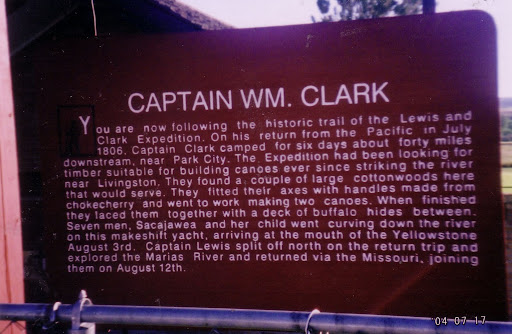 CAPTAIN WM. CLARK
You are now following the historic trail of the Lewis and
Clark Expedition. On his return from the Pacific in July
1806, Captain Clark camped for six days about forty miles
downstream, near Park City. The Expedition had been looking for
timber suitable for building canoes ever since striking the river
near Livingston. They found a couple of large cottonwoods here
that would serve. They fitted their axes with handles made from
chokecherry and went to work making two canoes. When finished
they laced them together with a deck of buffalo hides between.
Seven men, Sacajawea and her child went curving down the river
on this makeshift yacht, arriving at the mouth of the Yellowstone
August 3rd. Captain Lewis split off north on the return trip and
explored the Marias River and returned via the Missouri, joining
them on August 12th.
04 07 17